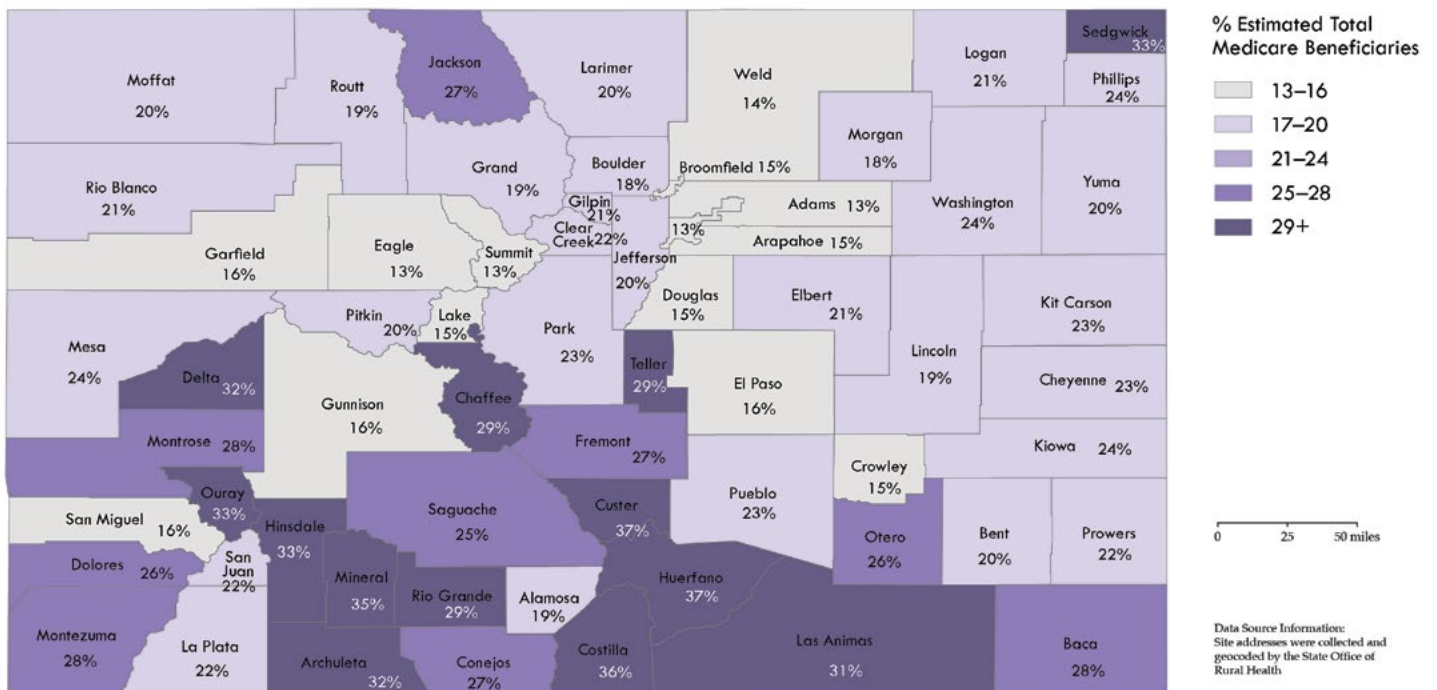 % Estimated Total
Medicare Beneficiaries
13–16
17–20
21–24
25–28
29+
Moffat
20%
Routt
19%
Jackson
27%
Larimer
20%
Weld
14%
Logan
21%
Sedgwick
33%
Phillips
24%
Morgan
18%
Rio Blanco
21%
Grand
19%
Boulder
18%
Broomfield 15%
Gilpin
21%
Clear
Creek 22%
Adams 13%
13%
Arapahoe 15%
Washington
24%
Yuma
20%
Garfield
16%
Eagle
13%
Summit
13%
Jefferson
20%
Douglas
15%
Elbert
21%
Kit Carson
23%
Mesa
24%
Pitkin
20%
Lake
15%
Park
23%
Lincoln
19%
Delta
32%
Gunnison
16%
Chaffee
29%
Teller
29%
El Paso
16%
Cheyenne 23%
Montrose 28%
Fremont
27%
Kiowa 24%
Ouray
33%
Crowley
15%
San Miguel 16%
Hinsdale
33%
Saguache
25%
Custer
37%
Pueblo
23%
Otero
26%
Bent
20%
Prowers
22%
Dolores 26%
San
Juan
22%
Mineral
35%
Rio Grande
29%
Alamosa
19%
Huerfano
37%
Montezuma
28%
La Plata
22%
Archuleta
32%
Conejos
27%
Costilla
36%
Las Animas
31%
Baca
28%
0 25 50 miles
Data Source Information:
Site addresses were collected and
geocoded by the State Office of
Rural Health